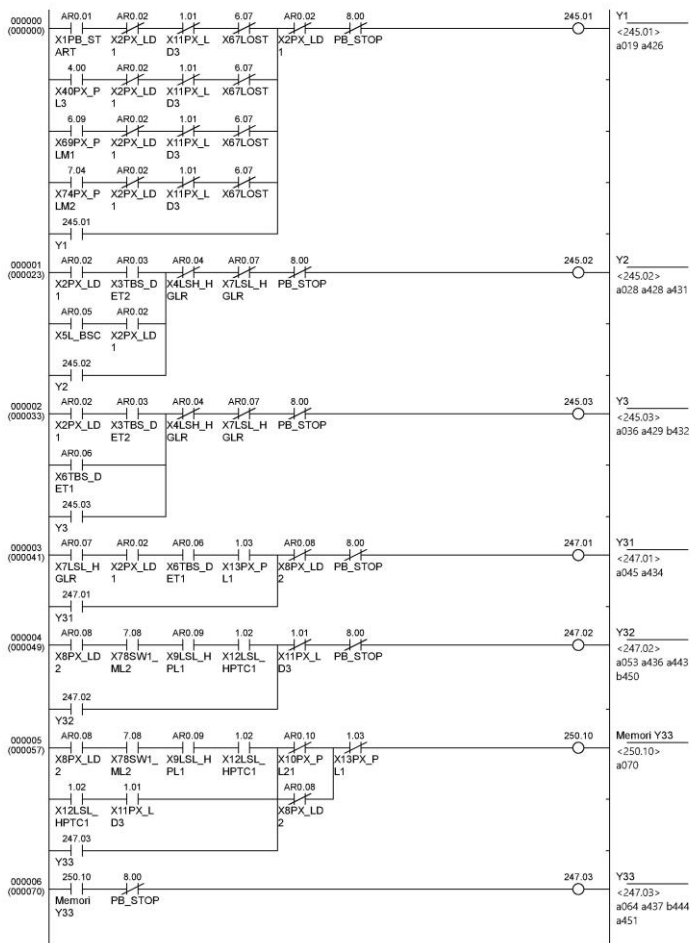 000000 AR0.01 AR0.02 1.01 6.07 AR0.02 8.00 245.01 Y1
(000000) X1PB_ST X2PX_LD X11PX_L X67LOST X2PX_LD PB_STOP <245.01>
ART 1 D3 1 a019 a426
4.00 AR0.02 1.01 6.07
X40PX_P X2PX_LD X11PX_L X67LOST
L3 1 D3
6.09 AR0.02 1.01 6.07
X69PX_P X2PX_LD X11PX_L X67LOST
LM1 1 D3
7.04 AR0.02 1.01 6.07
X74PX_P X2PX_LD X11PX_L X67LOST
LM2 1 D3
245.01
Y1
000001 AR0.02 AR0.03 AR0.04 AR0.07 8.00 245.02 Y2
(000023) X2PX_LD X3TBS_D X4LSH_H X7LSL_H PB_STOP <245.02>
1 ET2 GLR GLR a028 a428 a431
AR0.05 AR0.02
X5L_BSC X2PX_LD
1
245.02
Y2
000002 AR0.02 AR0.03 AR0.04 AR0.07 8.00 245.03 Y3
(000033) X2PX_LD X3TBS_D X4LSH_H X7LSL_H PB_STOP <245.03>
1 ET2 GLR GLR a036 a429 b432
AR0.06
X6TBS_D
ET1
245.03
Y3
000003 AR0.07 AR0.02 AR0.06 1.03 AR0.08 8.00 247.01 Y31
(000041) X7LSL_H X2PX_LD X6TBS_D X13PX_P X8PX_LD PB_STOP <247.01>
GLR 1 ET1 L1 2 a045 a434
247.01
Y31
000004 AR0.08 7.08 AR0.09 1.02 1.01 8.00 247.02 Y32
(000049) X8PX_LD X78SW1_ X9LSL_H X12LSL_ X11PX_L PB_STOP <247.02>
2 ML2 PL1 HPTC1 D3 a053 a436 a443
b450
247.02
Y32
000005 AR0.08 7.08 AR0.09 1.02 AR0.10 1.03 250.10 Memori Y33
(000057) X8PX_LD X78SW1_ X9LSL_H X12LSL_ X10PX_P X13PX_P <250.10>
2 ML2 PL1 HPTC1 L21 L1 a070
1.02 1.01 AR0.08
X12LSL_ X11PX_L X8PX_LD
HPTC1 D3 2
247.03
Y33
000006 250.10 8.00 247.03 Y33
(000070) Memori PB_STOP <247.03>
Y33 a064 a437 b444
a451